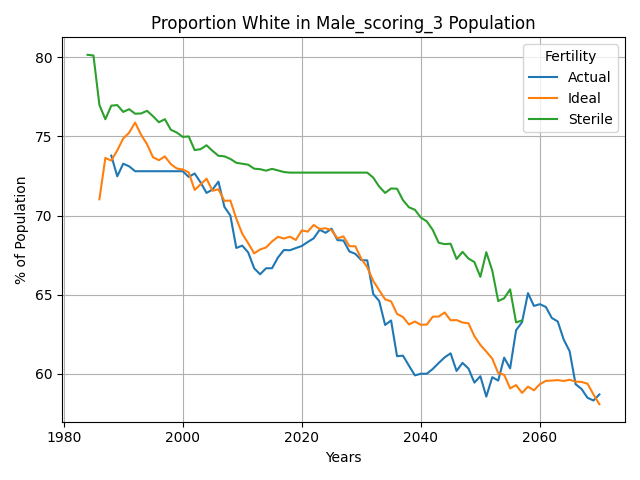 Proportion White in Male_scoring_3 Population
Fertility
Actual
Ideal
Sterile
% of Population
80
75
70
65
60
1980
2000
2020
2040
2060
Years